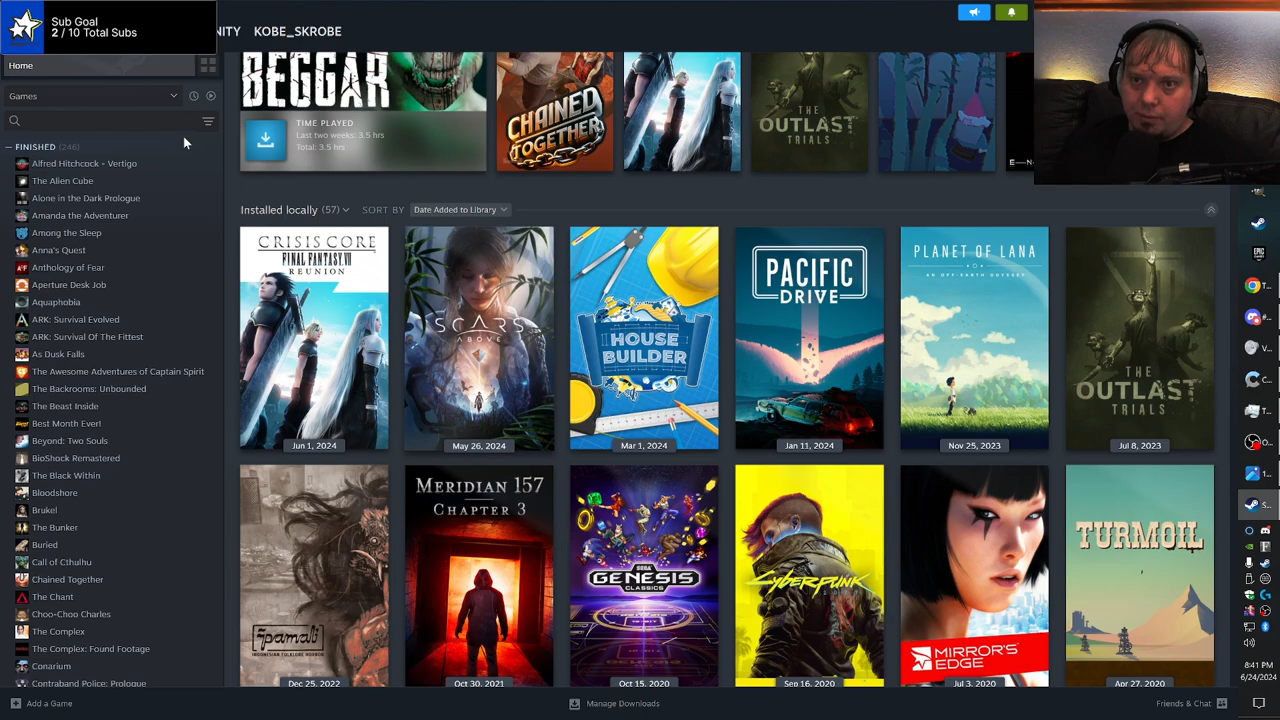 Sub Goal
2 / 10 Total Subs
NITY KOBE_SKROBE
Home
Games
FINISHED (246)
Alfred Hitchcock - Vertigo
The Alien Cube
Alone in the Dark Prologue
Amanda the Adventurer
Among the Sleep
Anna's Quest
Anthology of Fear
Aperture Desk Job
Aquaphobia
ARK: Survival Evolved
ARK: Survival Of The Fittest
As Dusk Falls
The Awesome Adventures of Captain Spirit
The Backrooms: Unbounded
The Beast Inside
Best Month Ever!
Beyond: Two Souls
BioShock Remastered
The Black Within
Bloodshore
Brukel
The Bunker
Buried
Call of Cthulhu
Chained Together
The Chant
Choo-Choo Charles
The Complex
The Complex: Found Footage
Conarium
Contraband Police: Prologue
BEGGAR
TIME PLAYED
Last two weeks: 3.5 hrs
Total: 3.5 hrs
CHAINED
TOGETHER
THE
OUTLAST
TRIALS
Installed locally (57)
SORT BY
Date Added to Library
CRISIS CORE
FINAL FANTASY VII
REUNION
Jun 1, 2024
SCARS
ABOVE
May 26, 2024
HOUSE
BUILDER
Mar 1, 2024
PACIFIC
DRIVE
Jan 11, 2024
PLANET OF LANA
AN OFF-EARTH ODYSSEY
Nov 25, 2023
THE
OUTLAST
TRIALS
Jul 8, 2023
Pamali
INDONESIAN FOLKLORE HORROR
Dec 25, 2022
MERIDIAN 157
CHAPTER 3
Oct 30, 2021
SEGA
GENESIS
CLASSICS
Oct 15, 2020
Cyberpunk
2077
Sep 16, 2020
MIRROR'S
EDGE
Jul 3, 2020
TURMOIL
Apr 27, 2020
8:41 PM
6/24/2024
Add a Game
Manage Downloads
Friends & Chat